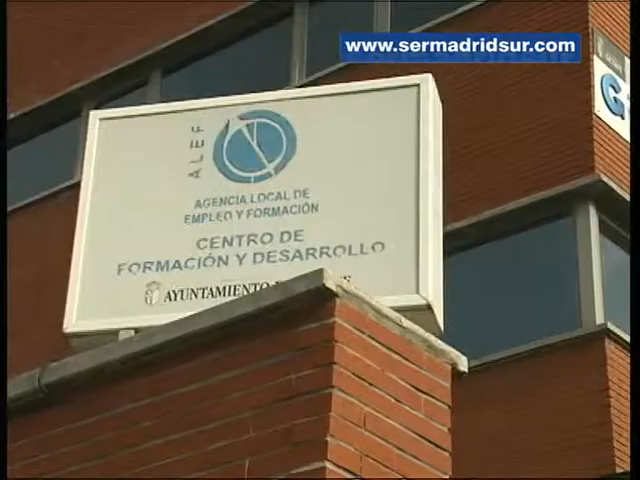 www.sermadridsur.com
ALEF
AGENCIA LOCAL DE
EMPLEO Y FORMACIÓN
CENTRO DE
FORMACIÓN Y DESARROLLO
AYUNTAMIENTO
G